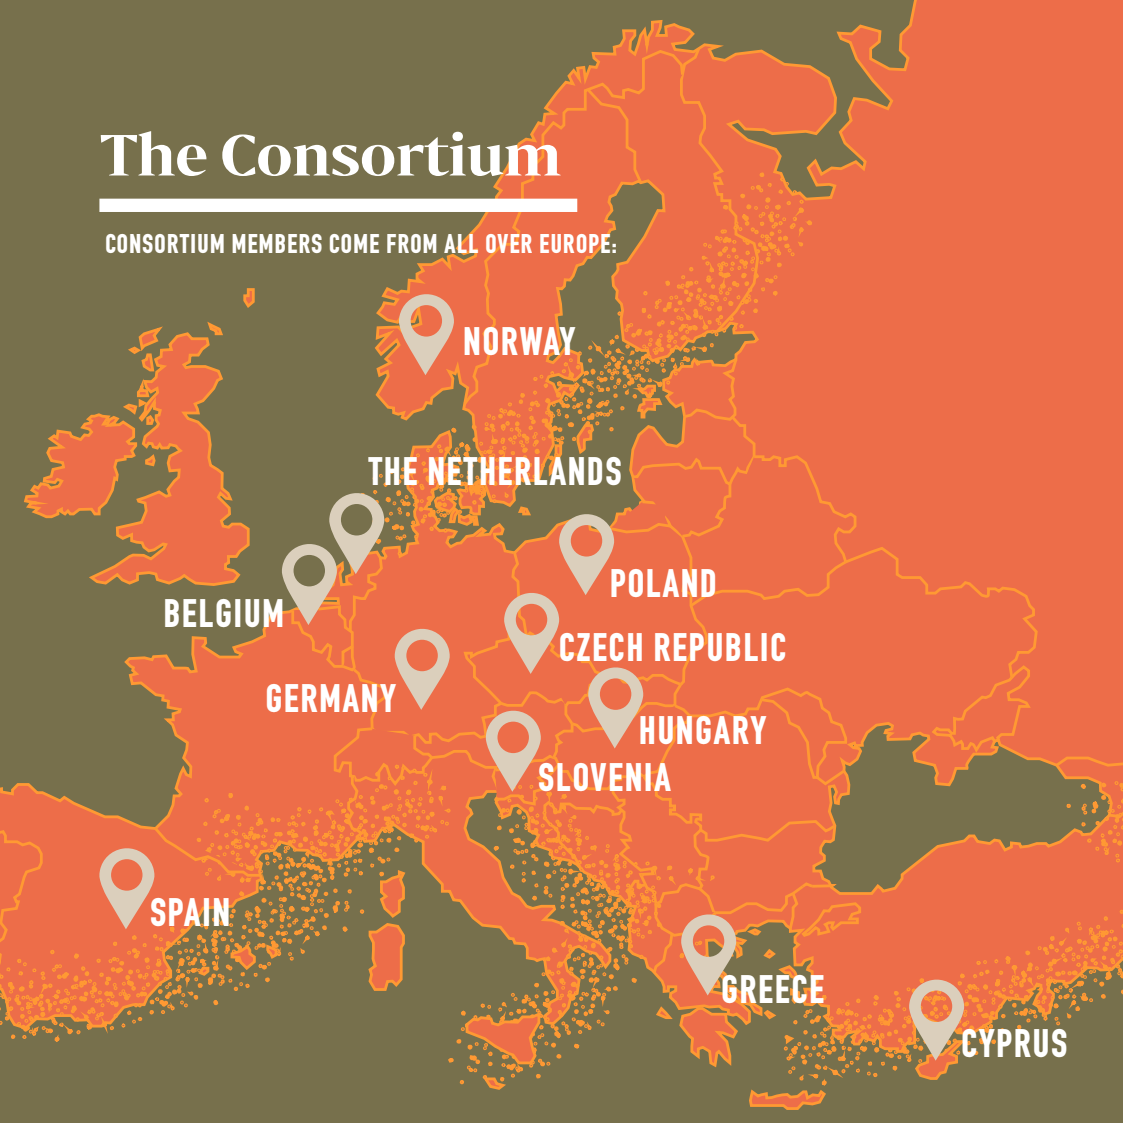 The Consortium
CONSORTIUM MEMBERS COME FROM ALL OVER EUROPE:
NORWAY
THE NETHERLANDS
POLAND
BELGIUM
CZECH REPUBLIC
GERMANY
HUNGARY
SLOVENIA
SPAIN
GREECE
CYPRUS